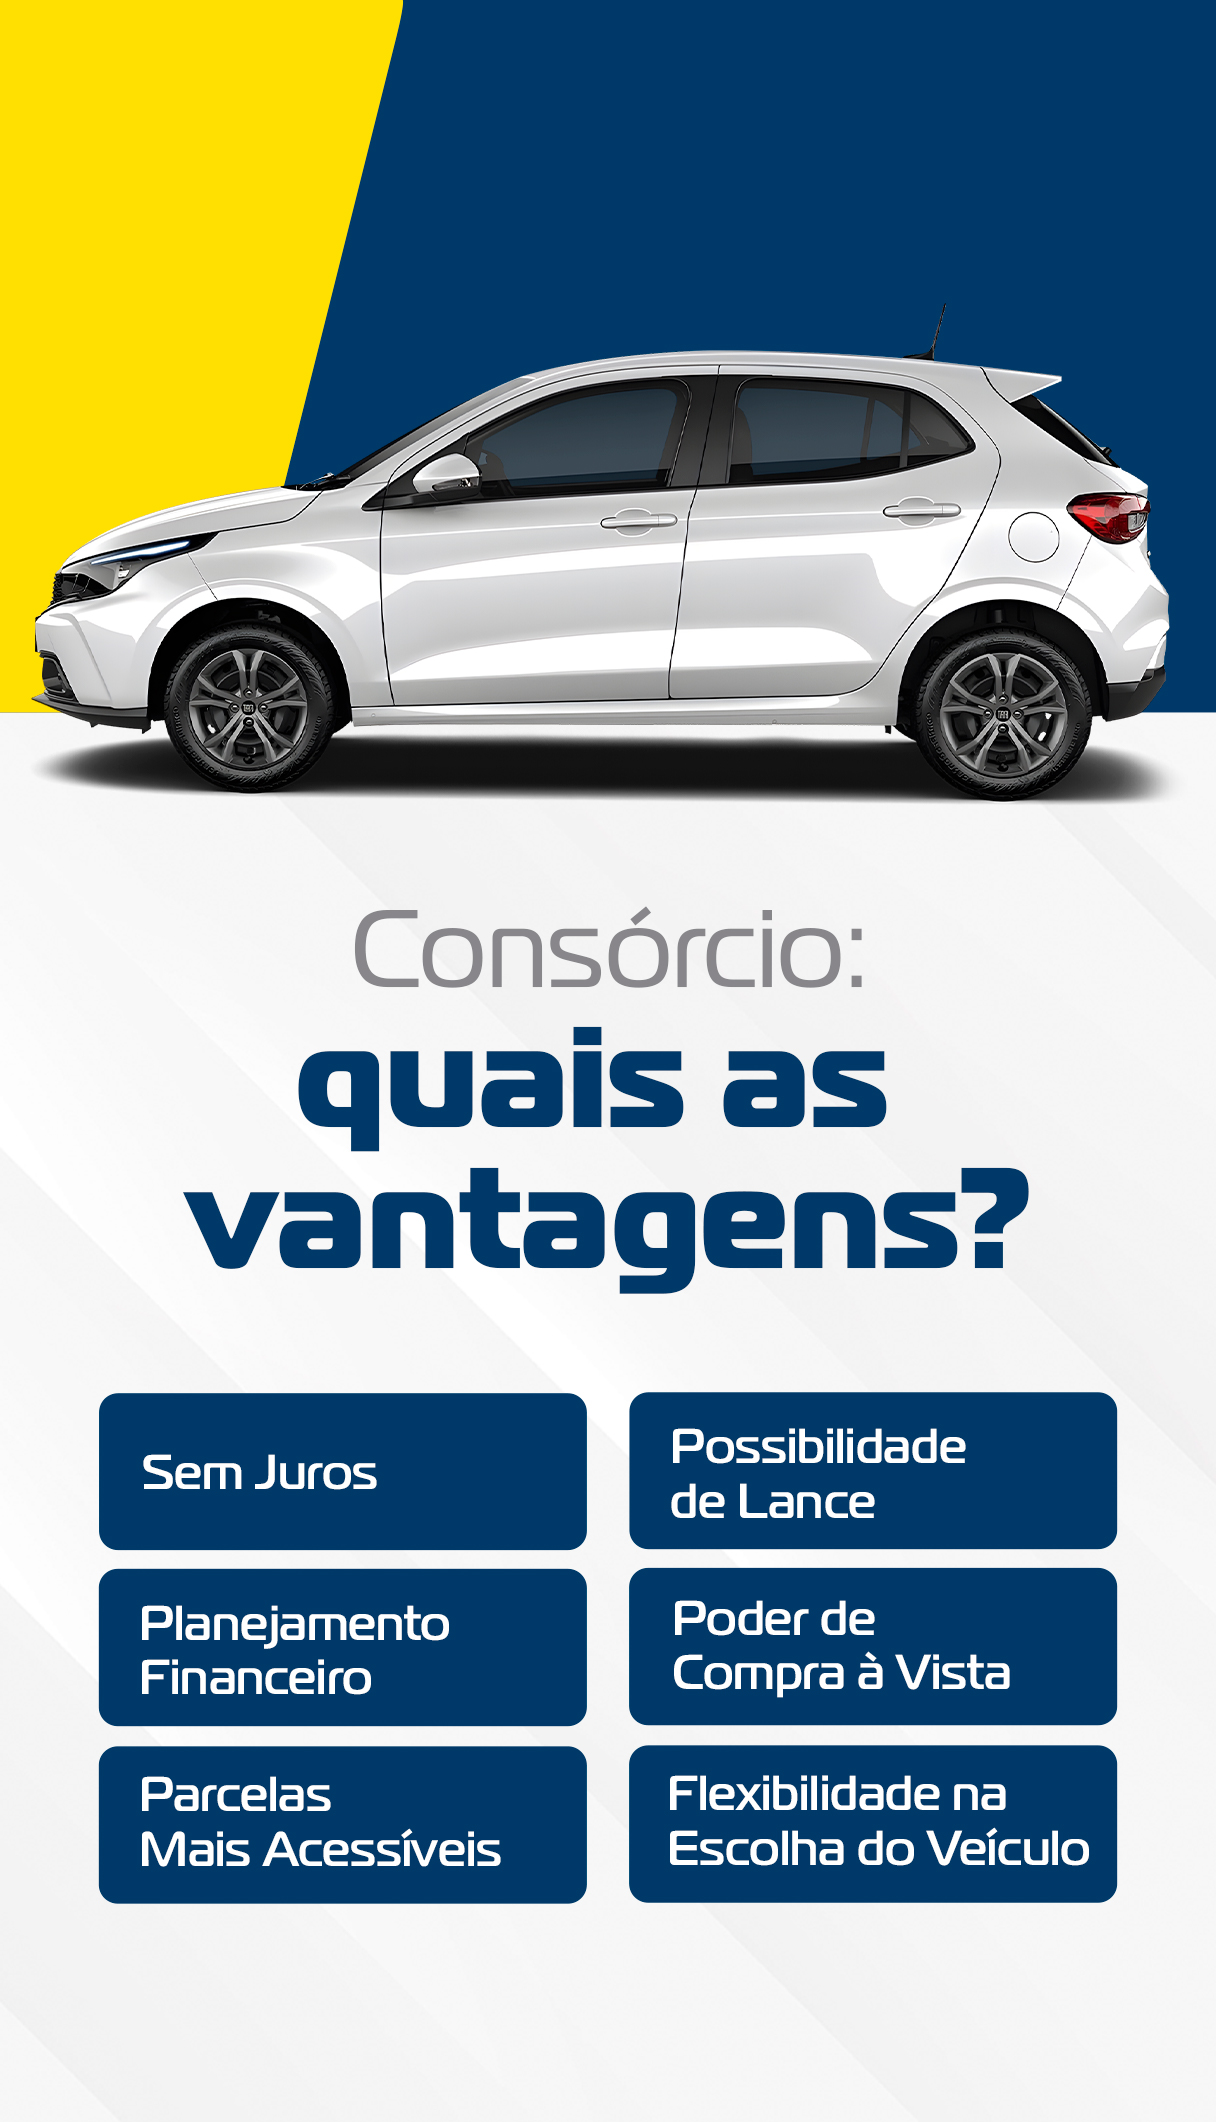 Consórcio:
quais as
vantagens?
Sem Juros
Possibilidade
de Lance
Planejamento
Financeiro
Poder de
Compra à Vista
Parcelas
Mais Acessíveis
Flexibilidade na
Escolha do Veículo